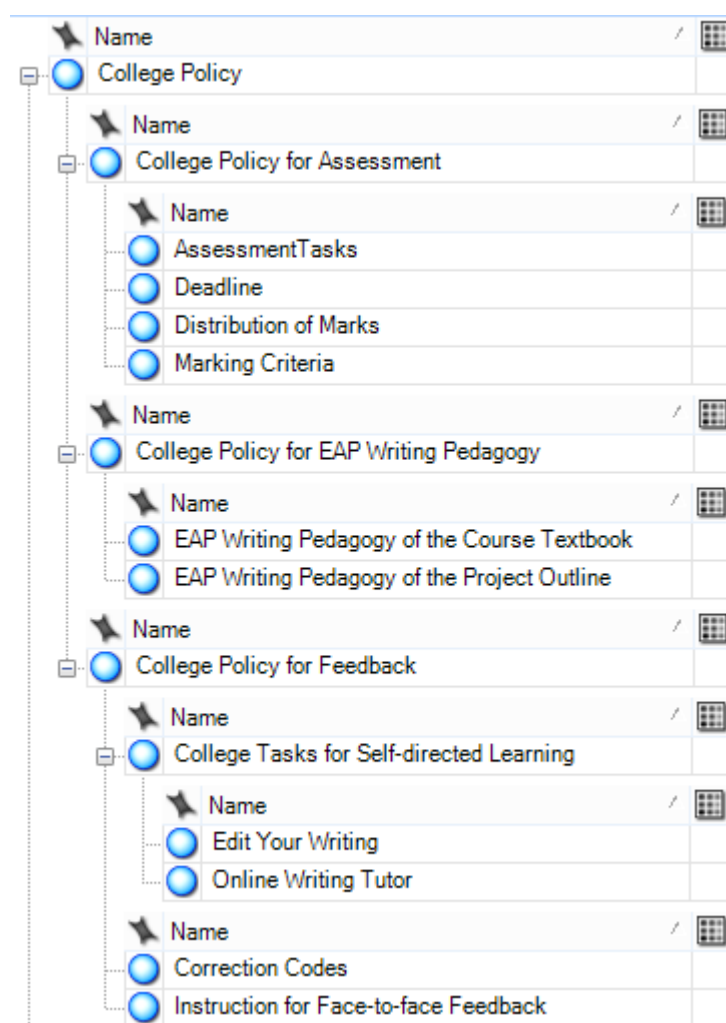 Name
College Policy
Name
College Policy for Assessment
Name
AssessmentTasks
Deadline
Distribution of Marks
Marking Criteria
Name
College Policy for EAP Writing Pedagogy
Name
EAP Writing Pedagogy of the Course Textbook
EAP Writing Pedagogy of the Project Outline
Name
College Policy for Feedback
Name
College Tasks for Self-directed Learning
Name
Edit Your Writing
Online Writing Tutor
Name
Correction Codes
Instruction for Face-to-face Feedback